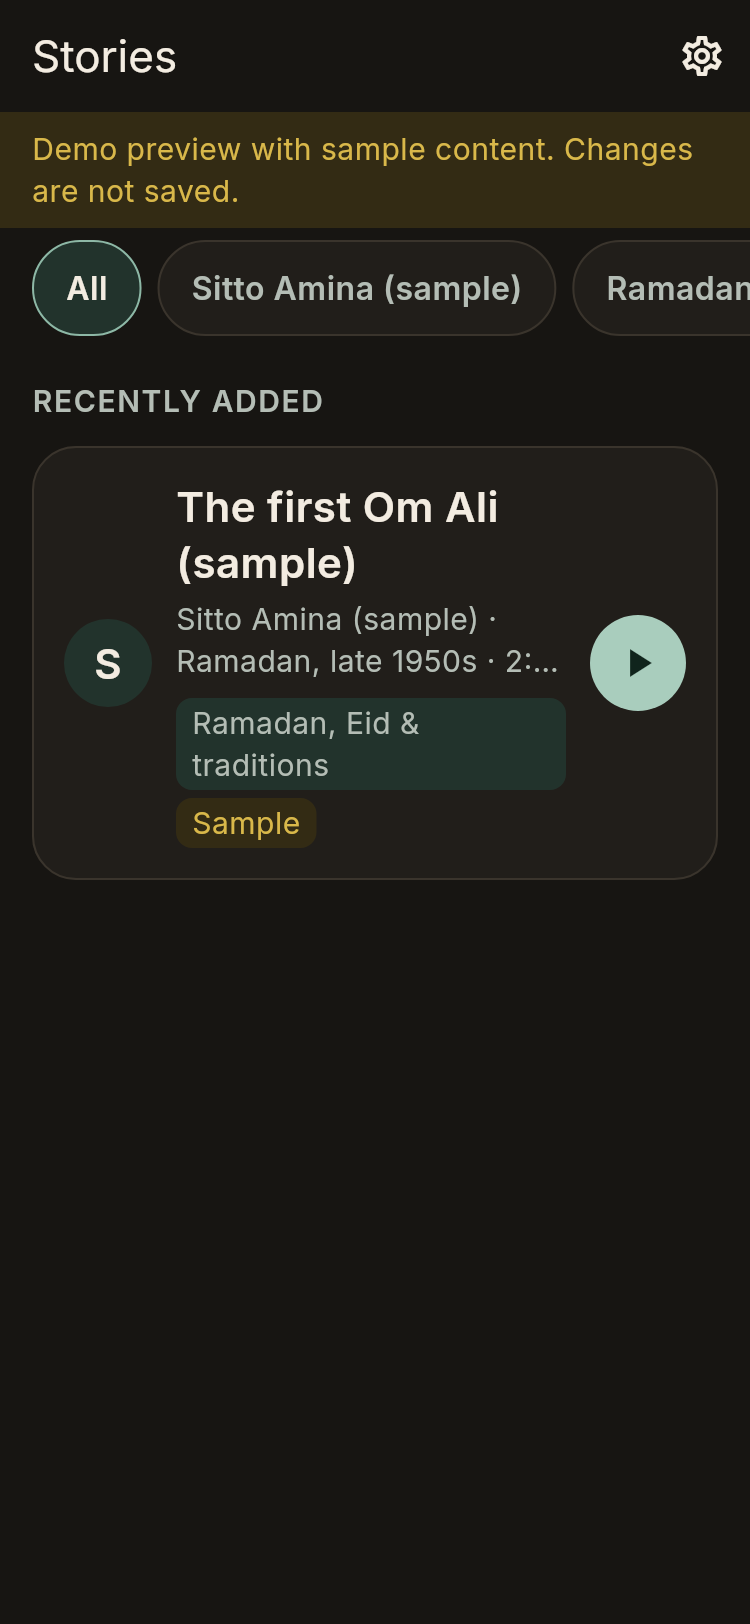 Stories
Demo preview with sample content. Changes
are not saved.
All
Sitto Amina (sample)
Ramadan
RECENTLY ADDED
The first Om Ali
(sample)
Sitto Amina (sample) ·
Ramadan, late 1950s · 2:...
S
Ramadan, Eid &
traditions
Sample